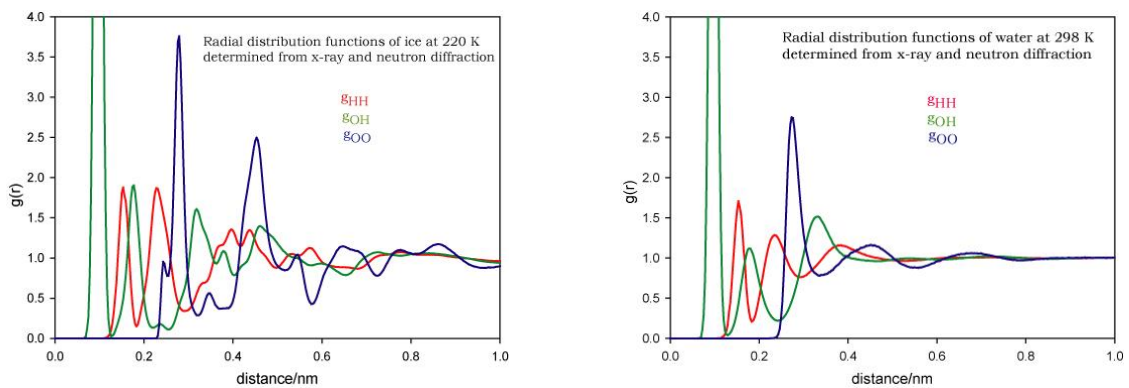 4.0
3.5
3.0
2.5
2.0
1.5
1.0
0.5
0.0
g(r)
Radial distribution functions of ice at 220 K
determined from x-ray and neutron diffraction
gHH
gOH
gOO
0.0 0.2 0.4 0.6 0.8 1.0
distance/nm
4.0
3.5
3.0
2.5
2.0
1.5
1.0
0.5
0.0
g(r)
Radial distribution functions of water at 298 K
determined from x-ray and neutron diffraction
gHH
gOH
gOO
0.0 0.2 0.4 0.6 0.8 1.0
distance/nm